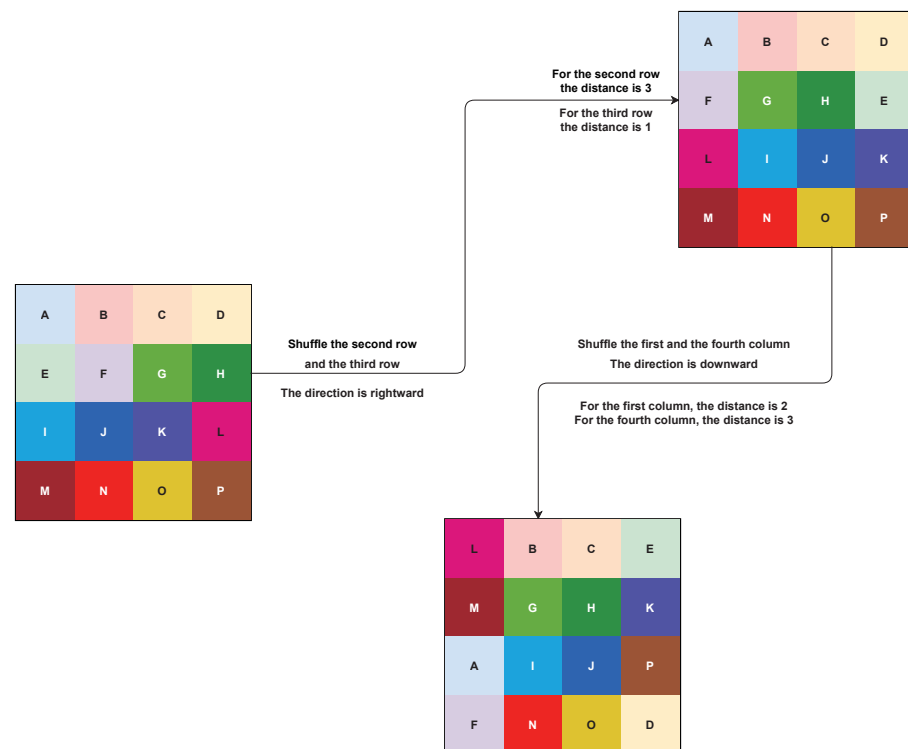 A B C D
F G H E
L I J K
M N O P
For the second row
the distance is 3
For the third row
the distance is 1
A B C D
E F G H
I J K L
M N O P
Shuffle the second row
and the third row
The direction is rightward
Shuffle the first and the fourth column
The direction is downward
For the first column, the distance is 2
For the fourth column, the distance is 3
L B C E
M G H K
A I J P
F N O D